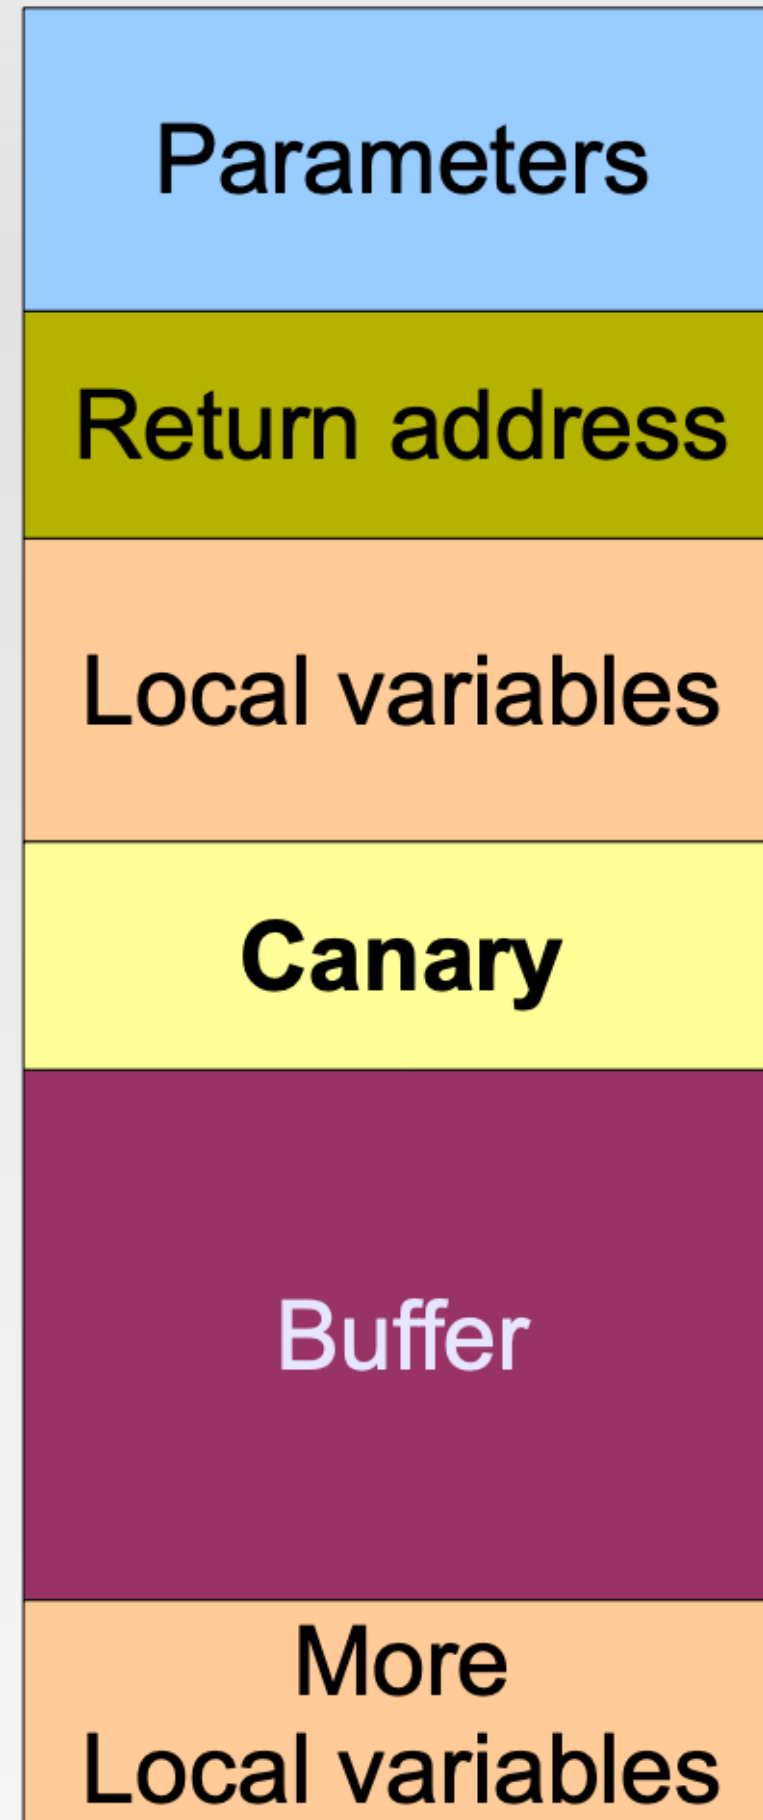 Parameters
Return address
Local variables
Canary
Buffer
More
Local variables